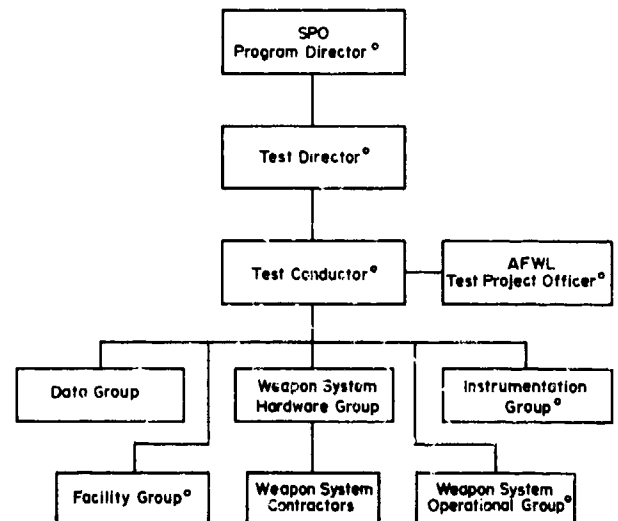 SPO
Program Director°
Test Director°
Test Conductor°
AFWL
Test Project Officer°
Data Group
Weapon System
Hardware Group
Instrumentation
Group°
Facility Group°
Weapon System
Contractors
Weapon System
Operational Group°